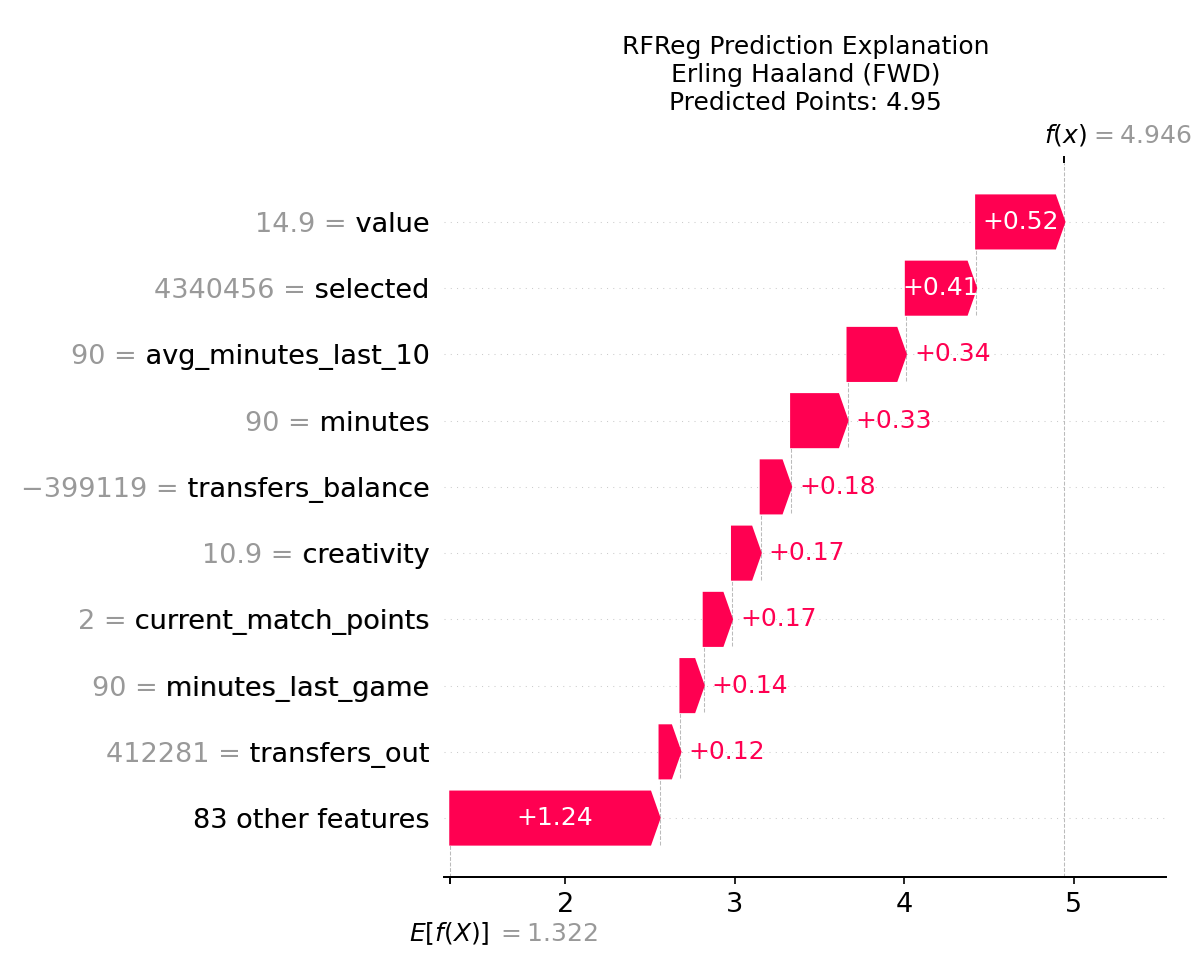 RFReg Prediction Explanation
Erling Haaland (FWD)
Predicted Points: 4.95
f(x) = 4.946
14.9 = value +0.52
4340456 = selected +0.41
90 = avg_minutes_last_10 +0.34
90 = minutes +0.33
−399119 = transfers_balance +0.18
10.9 = creativity +0.17
2 = current_match_points +0.17
90 = minutes_last_game +0.14
412281 = transfers_out +0.12
83 other features +1.24
2 3 4 5
E[f(X)] = 1.322